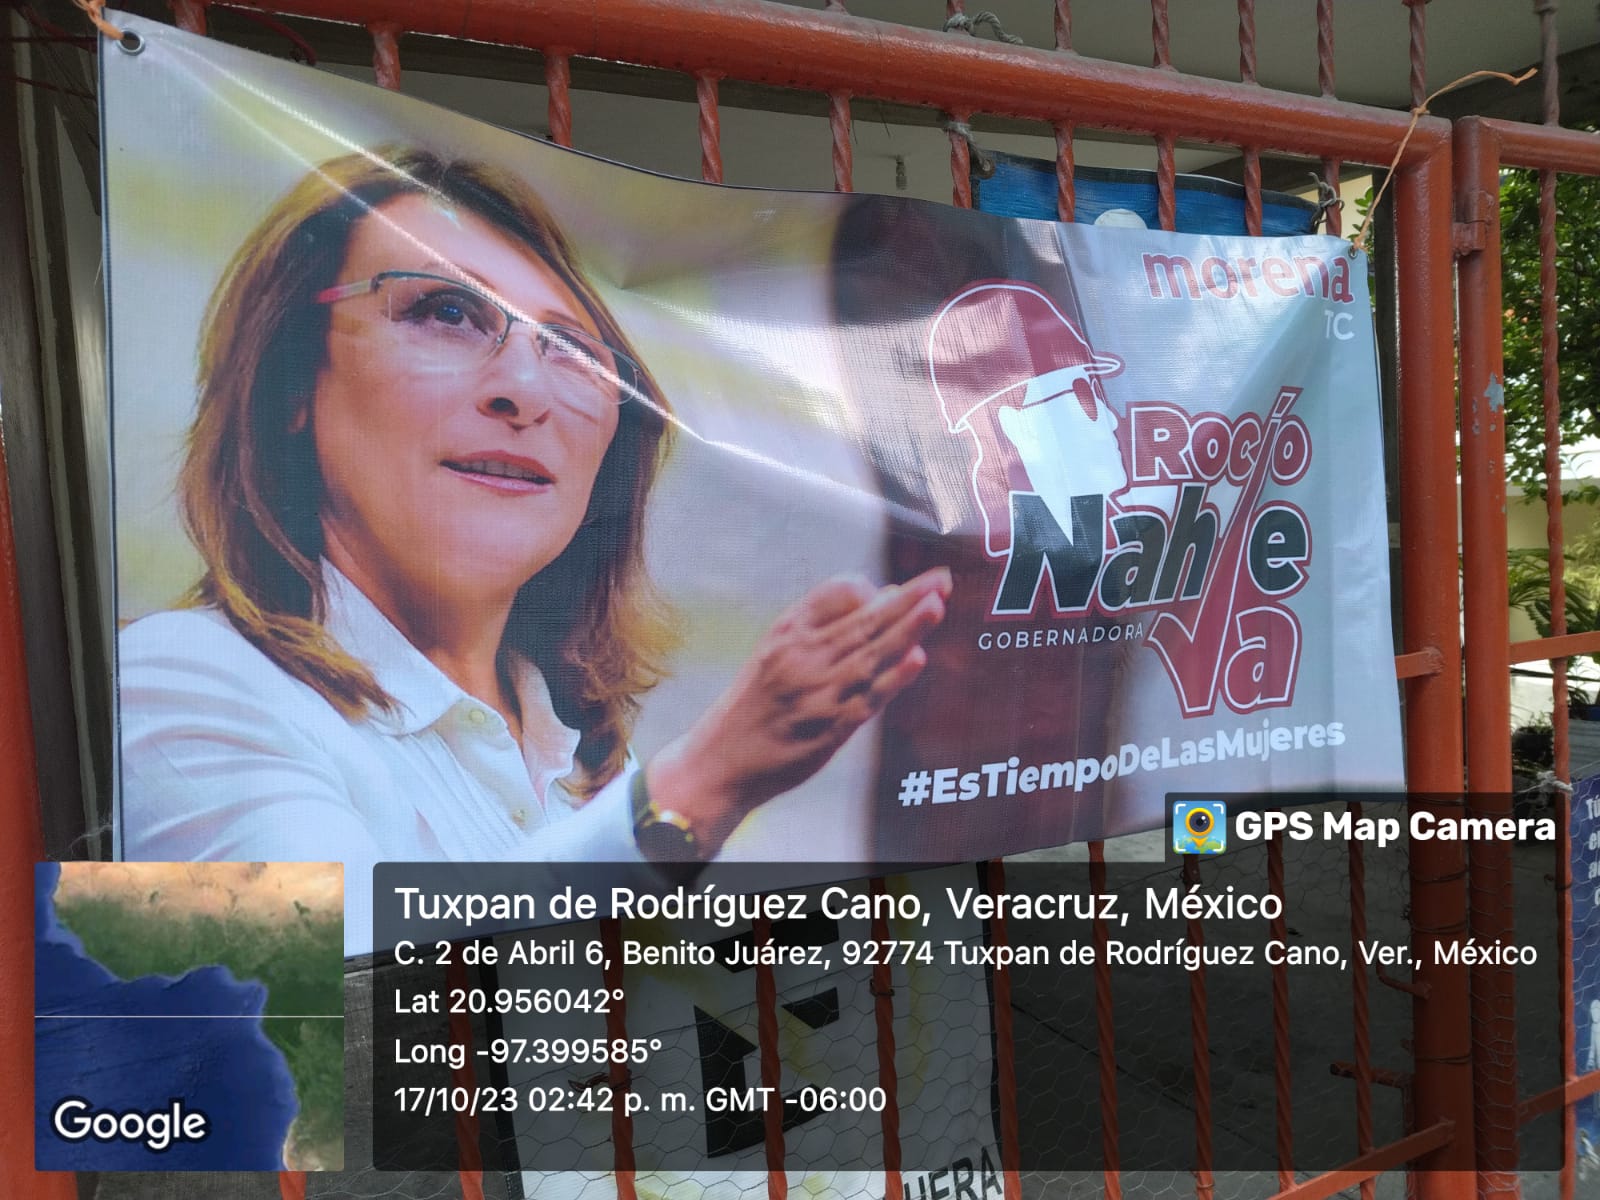 morena
TC
Rocío
Nahle
GOBERNADORA
Va
#EsTiempoDeLasMujeres
GPS Map Camera
Tuxpan de Rodríguez Cano, Veracruz, México
C. 2 de Abril 6, Benito Juárez, 92774 Tuxpan de Rodríguez Cano, Ver., México
Lat 20.956042°
Long -97.399585°
17/10/23 02:42 p. m. GMT -06:00
Google